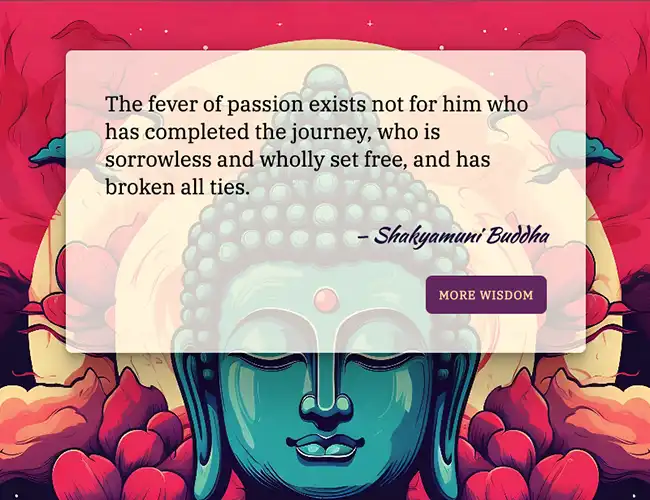 The fever of passion exists not for him who
has completed the journey, who is
sorrowless and wholly set free, and has
broken all ties.
– Shakyamuni Buddha
MORE WISDOM